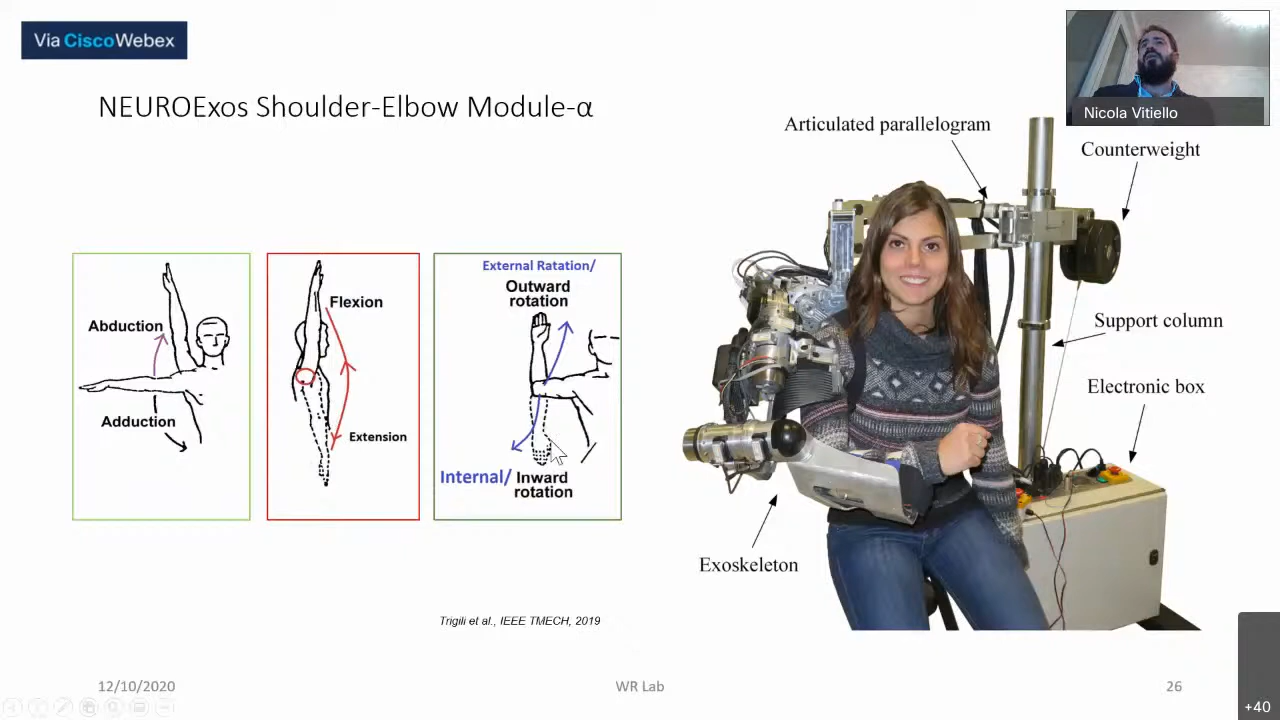 Via CiscoWebex
NEUROExos Shoulder-Elbow Module-α
Nicola Vitiello
Articulated parallelogram
Counterweight
Support column
Electronic box
Exoskeleton
Abduction
Adduction
Flexion
Extension
External Ratation/
Outward
rotation
Internal/ Inward
rotation
Trigili et al., IEEE TMECH, 2019
12/10/2020
WR Lab
26
+40